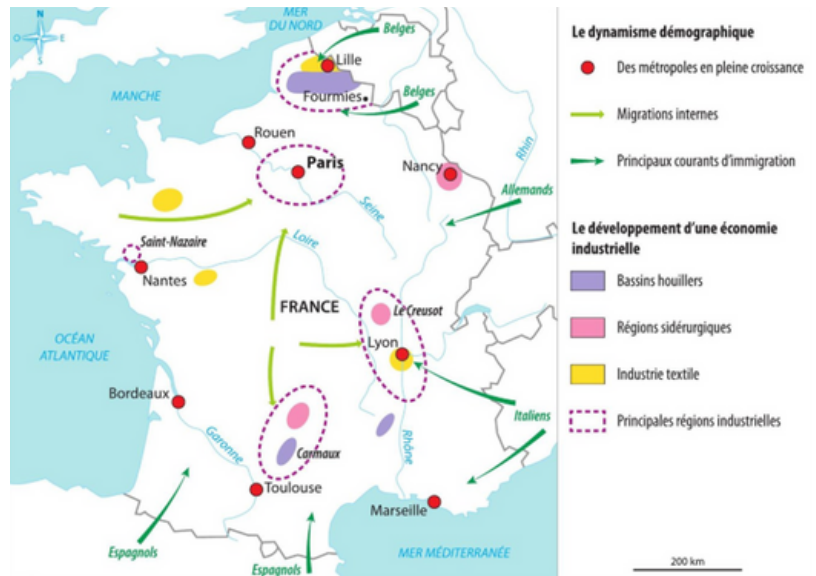 MER
DU NORD
Belges
O
N
E
S
Lille
MANCHE
Fournies
Belges
Rouen
Paris
Nancy
Rhin
Allemands
Seine
Saint-Nazaire
Loire
Nantes
FRANCE
Le Creusot
OCÉAN
ATLANTIQUE
Lyon
Bordeaux
Italiens
Garonne
Carmaux
Rhône
Toulouse
Marseille
Espagnols
Espagnols
MER MÉDITERRANÉE
Le dynamisme démographique
Des métropoles en pleine croissance
Migrations internes
Principaux courants d'immigration
Le développement d'une économie
industrielle
Bassins houillers
Régions sidérurgiques
Industrie textile
Principales régions industrielles
200 km